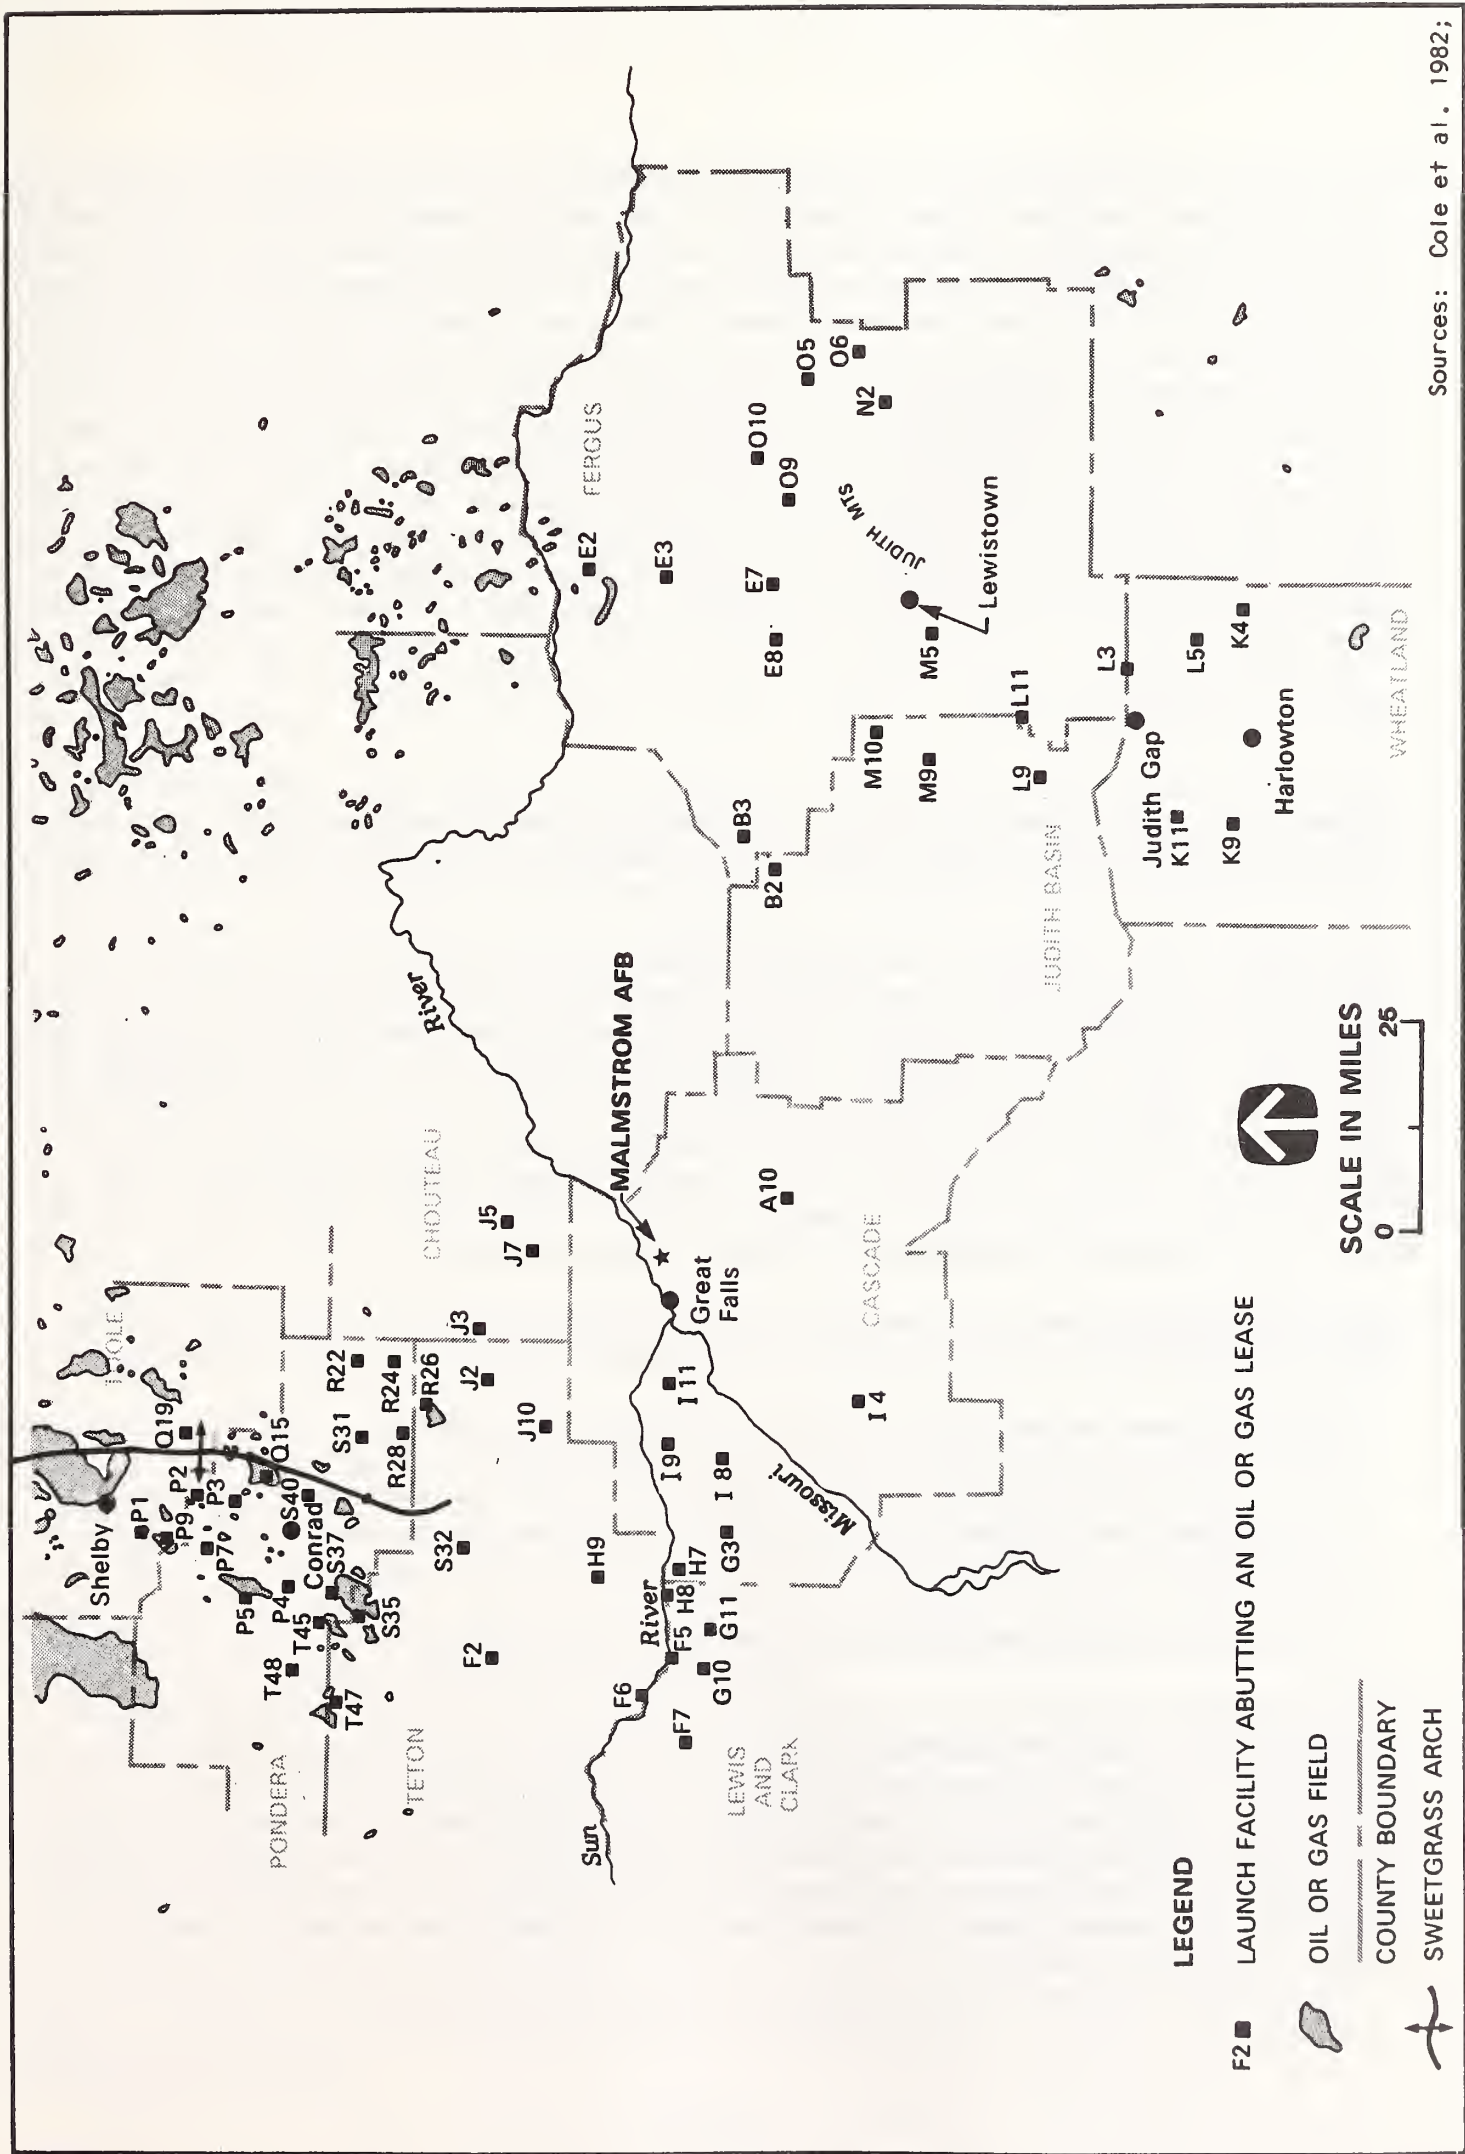 Shelby
Conrad
Great
Falls
MALMSTROM AFB
Lewistown
Judith Gap
Harlowton
JUDITH MTS
River
River
Sun
Missouri
PONDERA
TETON
LEWIS
AND
CLARK
CHOUTEAU
CASCADE
JUDITH BASIN
FERGUS
WHEATLAND
P1
P9
P2
P3
P7
P5
P4
Q19
Q15
S40
S37
S35
S31
S32
T45
T48
T47
R22
R24
R26
R28
J2
J3
J5
J7
J10
F2
F5
F6
F7
G3
G10
G11
H7
H8
H9
I 4
I 8
I 9
I 11
A10
B2
B3
E2
E3
E7
E8
O5
O6
O9
O10
N2
M5
M9
M10
L3
L5
L9
L11
K4
K9
K11
LEGEND
F2 LAUNCH FACILITY ABUTTING AN OIL OR GAS LEASE
OIL OR GAS FIELD
COUNTY BOUNDARY
SWEETGRASS ARCH
SCALE IN MILES
0 25
Sources: Cole et al. 1982;